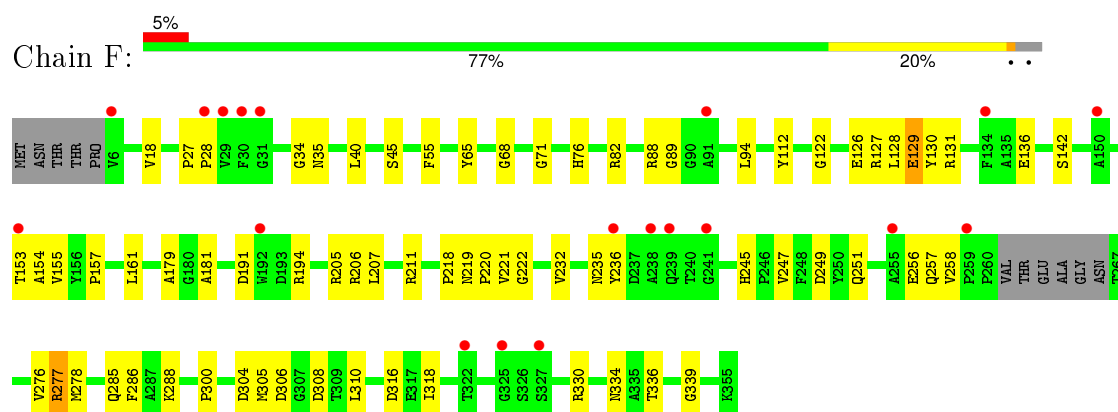 5%
Chain F:
77% 20% • •
MET ASN THR THR PRO V6 V18 P27 P28 V29 F30 G31 G34 N35 L40 S45 F55 Y65 G68 G71 H76 R82 R88 G89 G90 A91 L94 Y112 G122 E126 R127 L128 E129 Y130 R131 F134 A135 E136 S142 A150
T153 A154 V155 Y156 P157 L161 A179 G180 A181 D191 W192 D193 R194 R205 R206 L207 R211 P218 N219 P220 V221 G222 V232 N235 Y236 D237 A238 Q239 T240 G241 H245 P246 V247 F248 D249 Y250 Q251 A255 E256 Q257 V258 P259 P260 VAL THR GLU ALA GLY ASN T267
V276 R277 M278 Q285 F286 A287 K288 P300 D304 M305 D306 G307 D308 T309 L310 D316 E317 I318 T322 G325 S326 S327 R330 N334 A335 T336 G339 K355